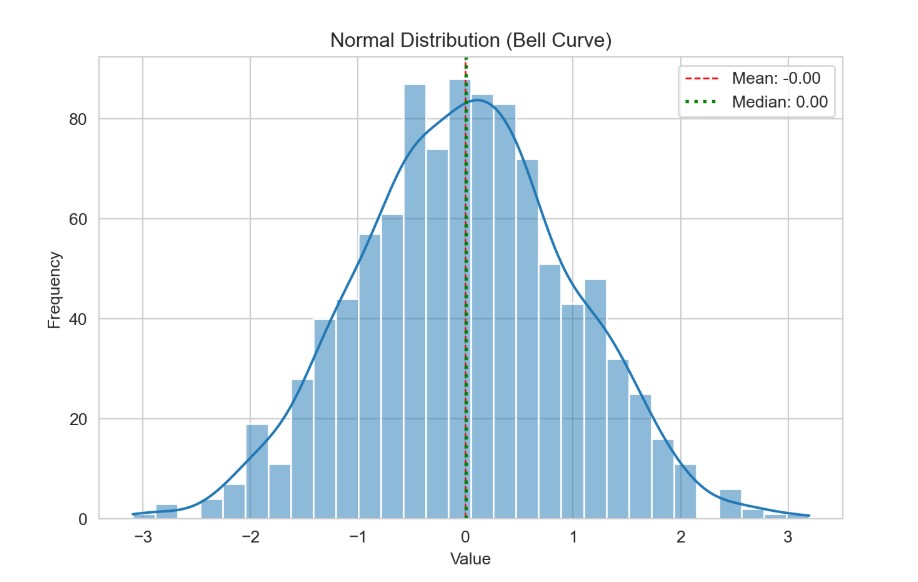 Normal Distribution (Bell Curve)
Mean: -0.00
Median: 0.00
Frequency
80
60
40
20
0
−3
−2
−1
0
1
2
3
Value